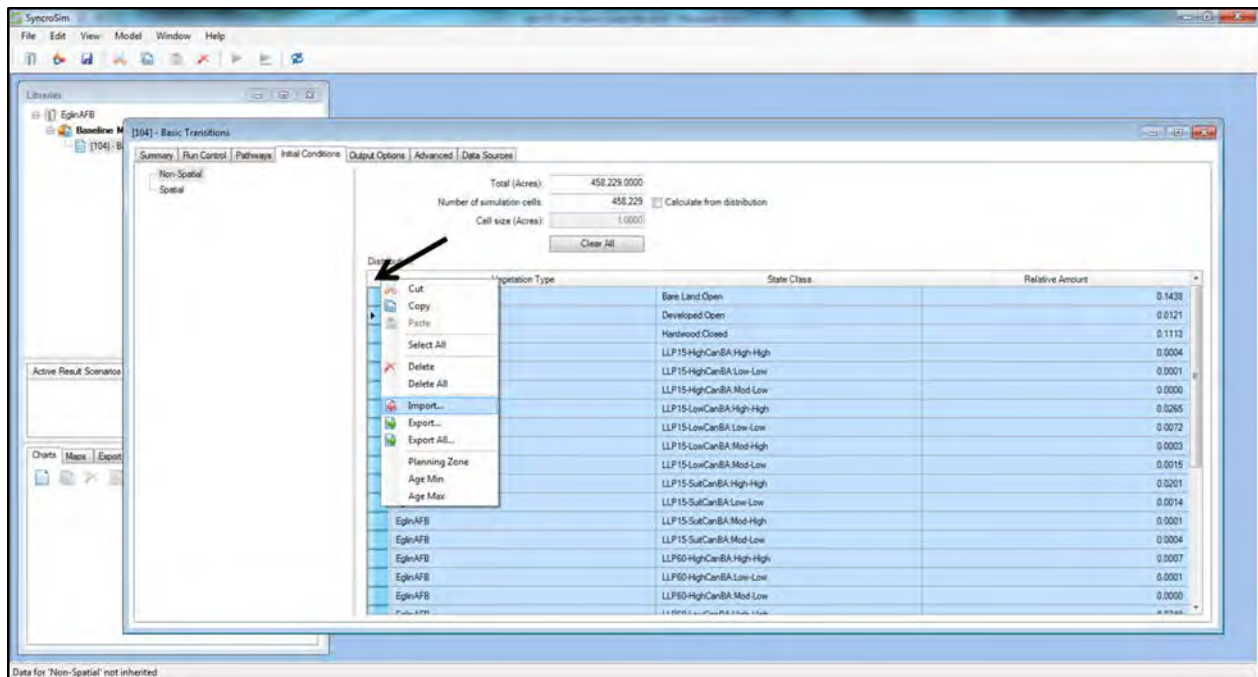 SyncroSim
File Edit View Model Window Help
Libraries
EglinAFB
Baseline M
[104] - B
[104] - Basic Transitions
Summary Run Control Pathways Initial Conditions Output Options Advanced Data Sources
Non-Spatial
Spatial
Total (Acres): 458,229.0000
Number of simulation cells: 458,229 Calculate from distribution
Cell size (Acres): 1.0000
Clear All
Vegetation Type State Class Relative Amount
Cut
Copy
Paste
Select All
Delete
Delete All
Import...
Export...
Export All...
Planning Zone
Age Min
Age Max
Bare Land:Open 0.1438
Developed:Open 0.0121
Hardwood:Closed 0.1113
LLP15-HighCanBA:High-High 0.0004
LLP15-HighCanBA:Low-Low 0.0001
LLP15-HighCanBA:Mod-Low 0.0000
LLP15-LowCanBA:High-High 0.0265
LLP15-LowCanBA:Low-Low 0.0072
LLP15-LowCanBA:Mod-High 0.0003
LLP15-LowCanBA:Mod-Low 0.0015
LLP15-SuitCanBA:High-High 0.0201
LLP15-SuitCanBA:Low-Low 0.0014
EglinAFB LLP15-SuitCanBA:Mod-High 0.0001
EglinAFB LLP15-SuitCanBA:Mod-Low 0.0004
EglinAFB LLP60-HighCanBA:High-High 0.0007
EglinAFB LLP60-HighCanBA:Low-Low 0.0001
EglinAFB LLP60-HighCanBA:Mod-Low 0.0000
Active Result Scenarios
Charts Maps Export
Data for 'Non-Spatial' not inherited